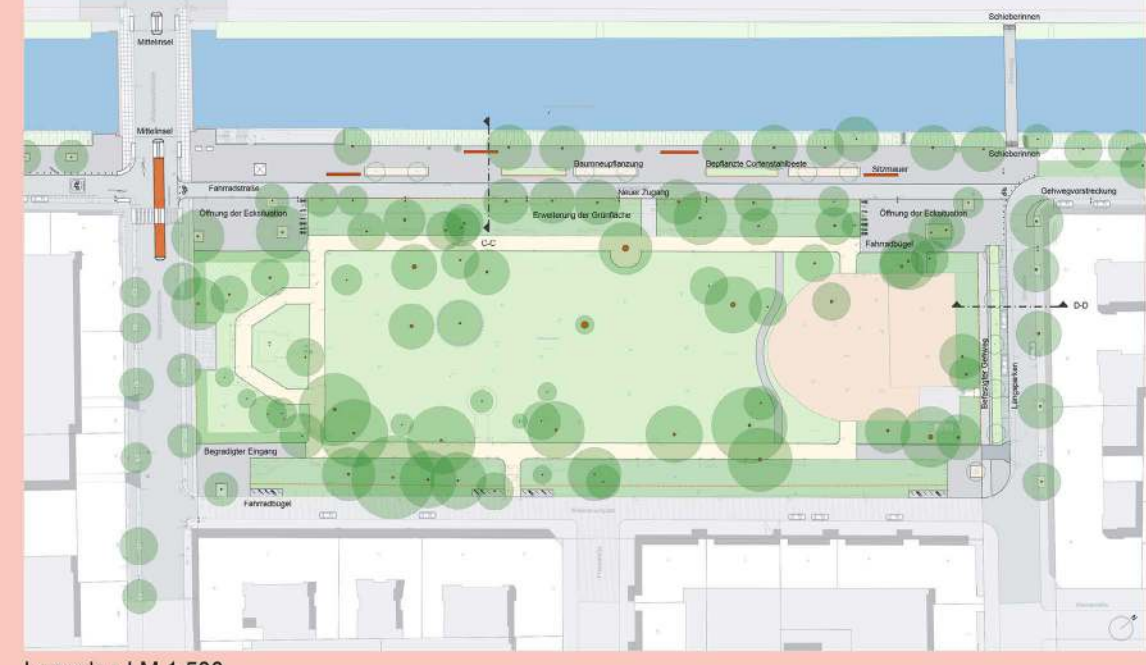 Schieberinnen
Mittelinsel
Mittelinsel
Schieberinnen
Baumneupflanzung
Bepflanzte Cortenstahlbeete
Sitzmauer
Fahrradstraße
Neuer Zugang
Gehwegvorstreckung
Öffnung der Ecksituation
Erweiterung der Grünfläche
Öffnung der Ecksituation
C-C
Fahrradbügel
D-D
Befestigter Gehweg
Längsparken
Begradigter Eingang
Fahrradbügel
M 1:500